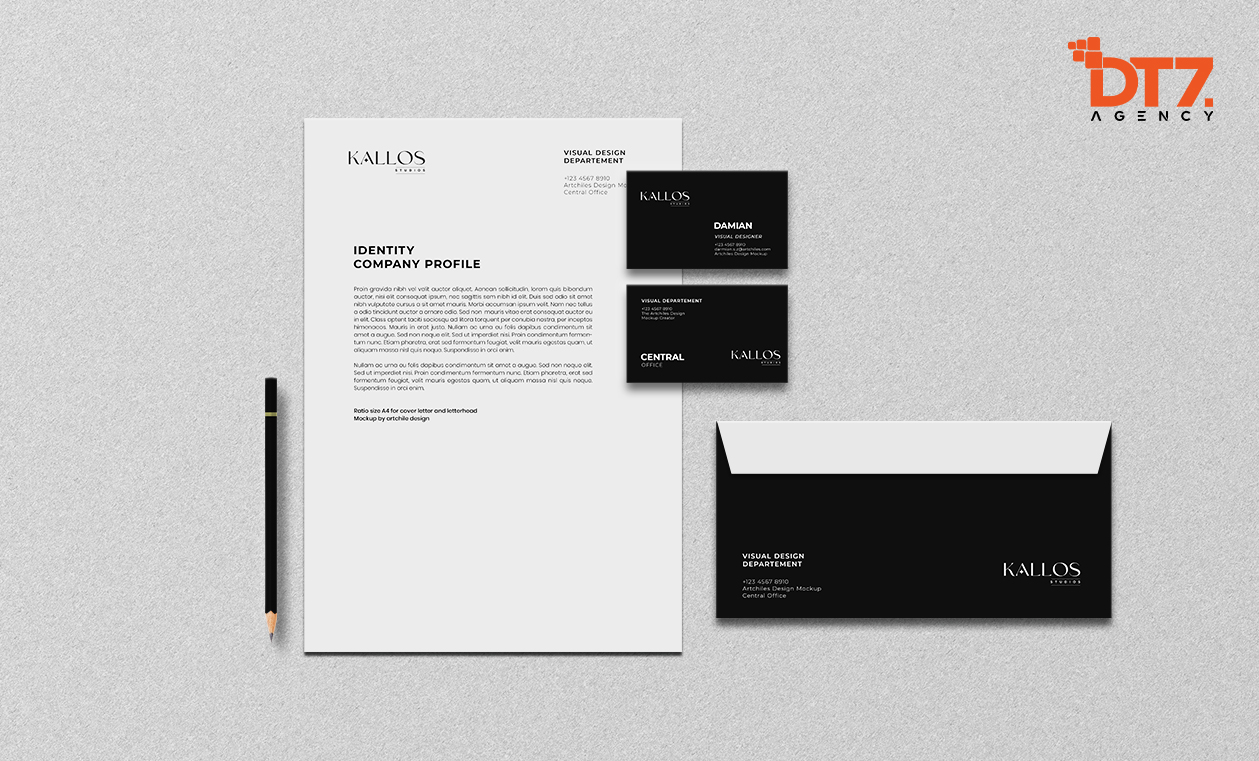 DT7.
AGENCY
KALLOS
STUDIOS
VISUAL DESIGN
DEPARTEMENT
+123 4567 8910
Artchiles Design Mo
Central Office
IDENTITY
COMPANY PROFILE
Proin gravida nibh vel velit auctor aliquet, Aenean sollicitudin, lorem quis bibendum
auctor, nisi elit consequat ipsum, nec sagittis sem nibh id elit. Duis sed odio sit amet
nibh vulputate cursus a sit amet mauris. Morbi accumsan ipsum velit. Nam nec tellus
a odio tincidunt auctor a ornare odio. Sed non mauris vitae erat consequat auctor eu
in elit. Class aptent taciti sociosqu ad litora torquent per conubia nostra, per inceptos
himenaeos. Mauris in erat justo. Nullam ac urna eu felis dapibus condimentum sit
amet a augue. Sed non neque elit. Sed ut imperdiet nisi. Proin condimentum fermen-
tum nunc. Etiam pharetra, erat sed fermentum feugiat, velit mauris egestas quam, ut
aliquam massa nisl quis neque. Suspendisse in orci enim.
Nullam ac urna eu felis dapibus condimentum sit amet a augue. Sed non neque elit.
Sed ut imperdiet nisi. Proin condimentum fermentum nunc. Etiam pharetra, erat sed
fermentum feugiat, velit mauris egestas quam, ut aliquam massa nisl quis neque.
Suspendisse in orci enim.
Ratio size A4 for cover letter and letterhead
Mockup by artchile design
KALLOS
STUDIOS
DAMIAN
VISUAL DESIGNER
+123 4567 8910
Artchiles Design Mockup
VISUAL DEPARTEMENT
+123 4567 8910
The Artchiles Design
Mockup Creator
CENTRAL
OFFICE
KALLOS
STUDIOS
VISUAL DESIGN
DEPARTEMENT
+123 4567 8910
Artchiles Design Mockup
Central Office
KALLOS
STUDIOS